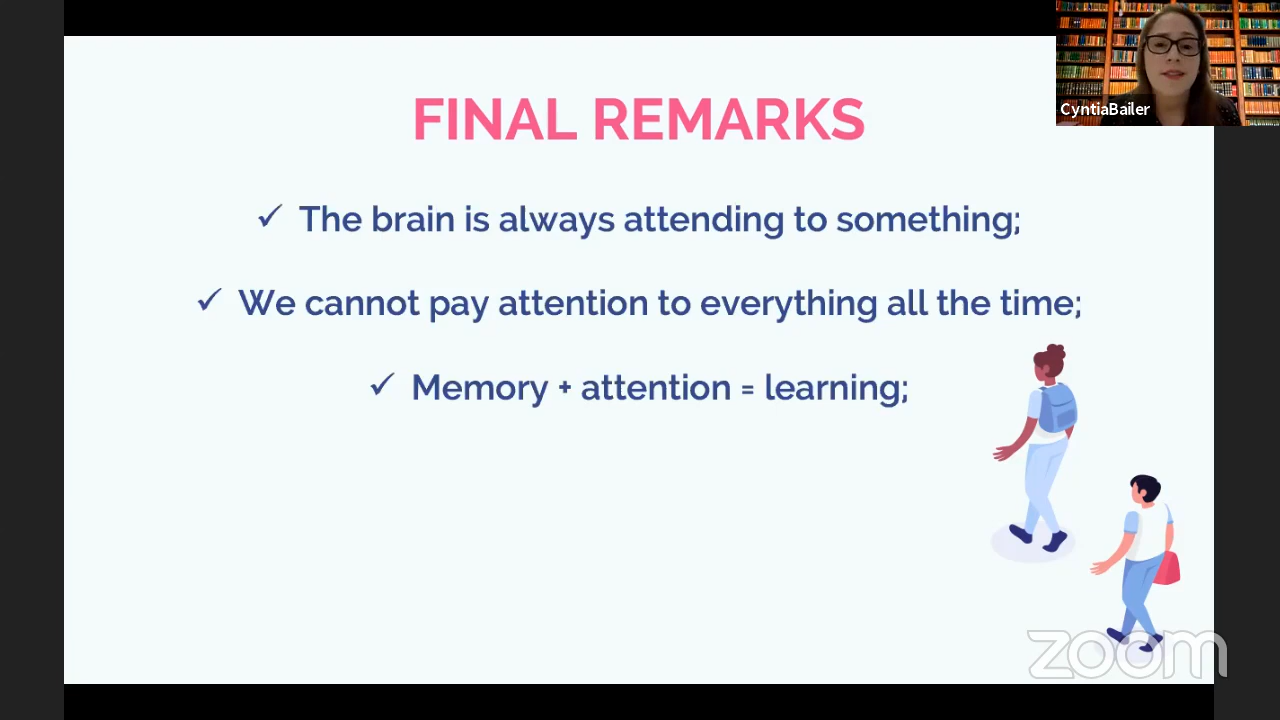 CyntiaBailer
FINAL REMARKS
✓ The brain is always attending to something;
✓ We cannot pay attention to everything all the time;
✓ Memory + attention = learning;
zoom